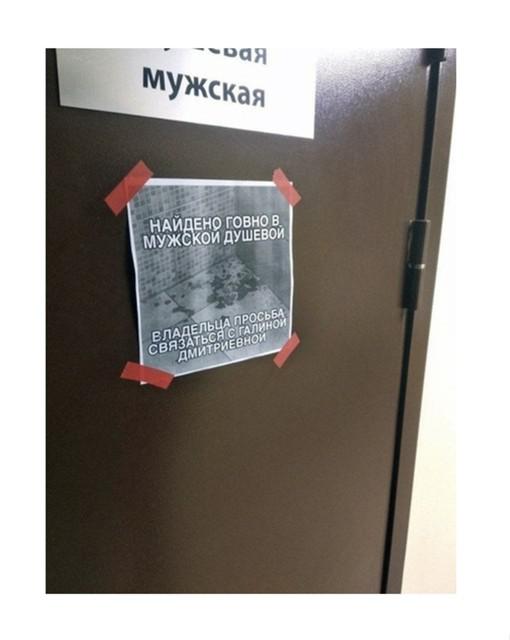 мужская
НАЙДЕНО ГОВНО В
МУЖСКОЙ ДУШЕВОЙ
ВЛАДЕЛЬЦА ПРОСЬБА
СВЯЗАТЬСЯ С ГАЛИНОЙ
ДМИТРИЕВНОЙ